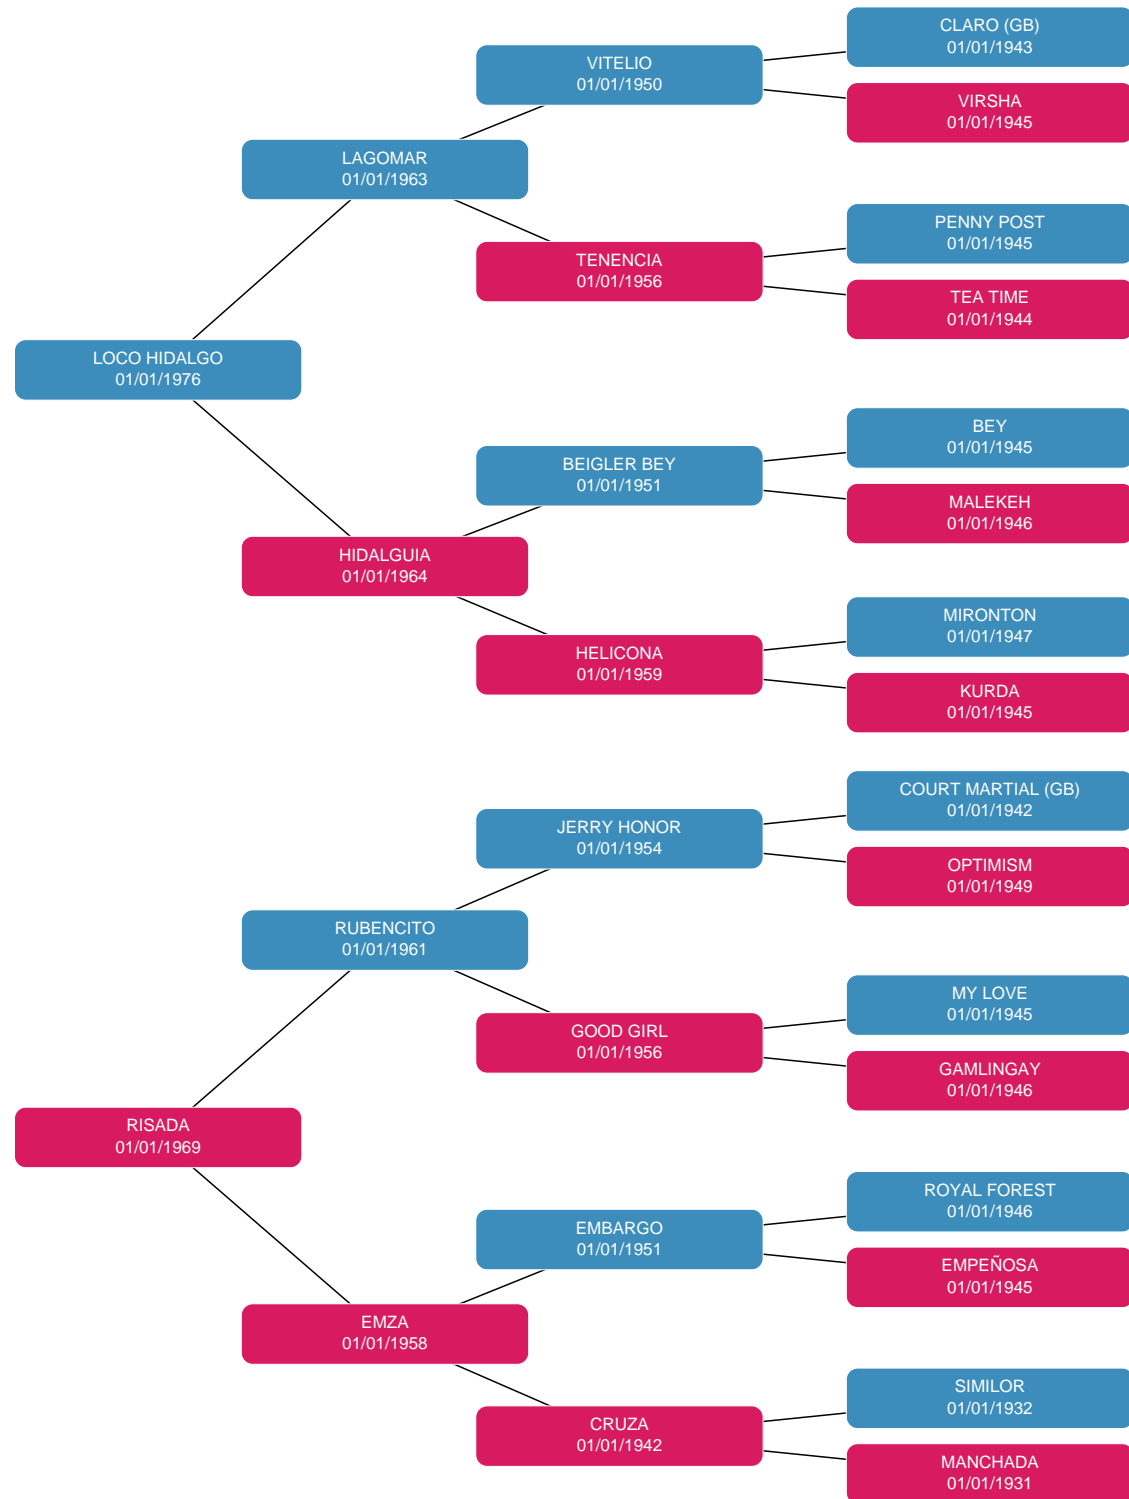 CLARO (GB)
01/01/1943
VITELIO
01/01/1950
VIRSHA
01/01/1945
LAGOMAR
01/01/1963
PENNY POST
01/01/1945
TENENCIA
01/01/1956
TEA TIME
01/01/1944
LOCO HIDALGO
01/01/1976
BEY
01/01/1945
BEIGLER BEY
01/01/1951
MALEKEH
01/01/1946
HIDALGUIA
01/01/1964
MIRONTON
01/01/1947
HELICONA
01/01/1959
KURDA
01/01/1945
COURT MARTIAL (GB)
01/01/1942
JERRY HONOR
01/01/1954
OPTIMISM
01/01/1949
RUBENCITO
01/01/1961
MY LOVE
01/01/1945
GOOD GIRL
01/01/1956
GAMLINGAY
01/01/1946
RISADA
01/01/1969
ROYAL FOREST
01/01/1946
EMBARGO
01/01/1951
EMPEÑOSA
01/01/1945
EMZA
01/01/1958
SIMILOR
01/01/1932
CRUZA
01/01/1942
MANCHADA
01/01/1931